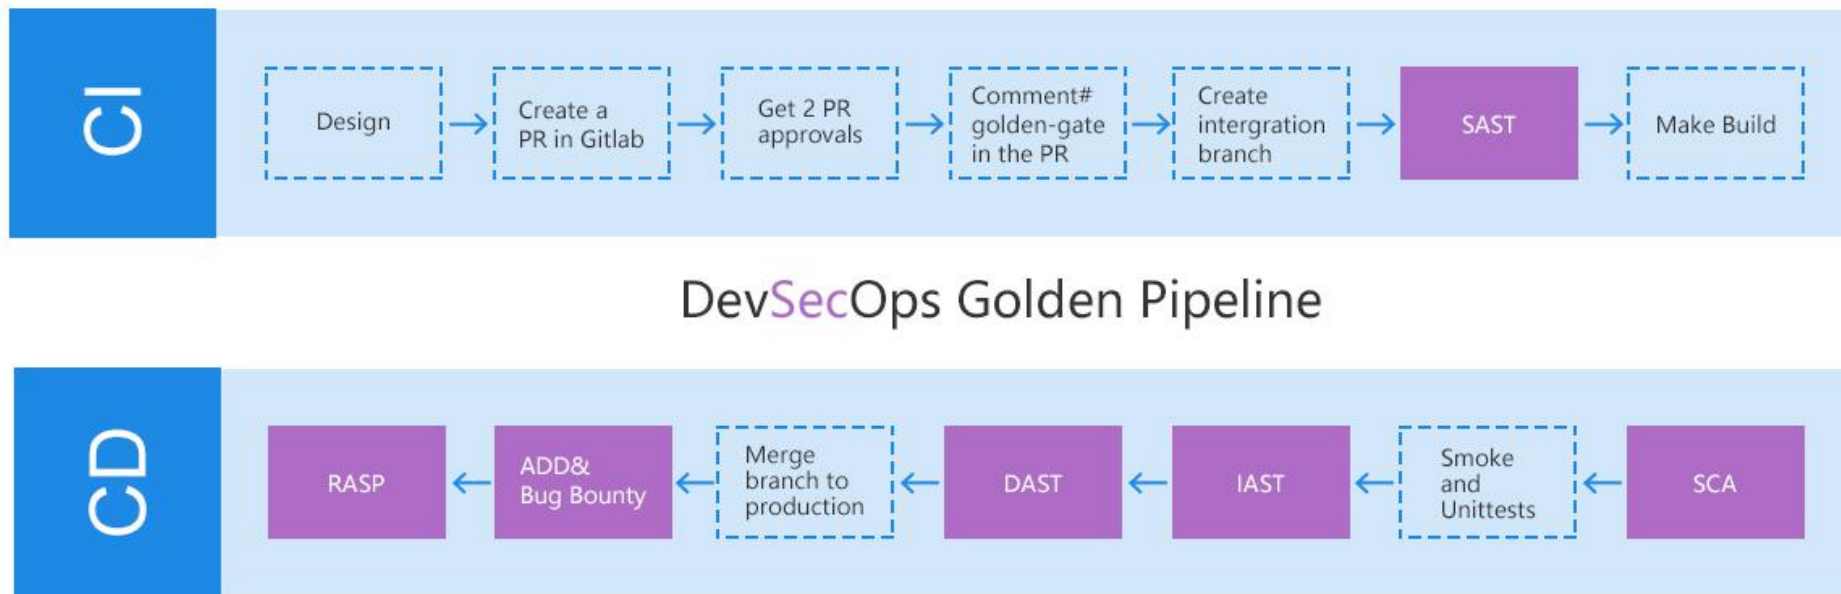 CI
Design
Create a
PR in Gitlab
Get 2 PR
approvals
Comment#
golden-gate
in the PR
Create
intergration
branch
SAST
Make Build
DevSecOps Golden Pipeline
CD
RASP
ADD&
Bug Bounty
Merge
branch to
production
DAST
IAST
Smoke
and
Unittests
SCA